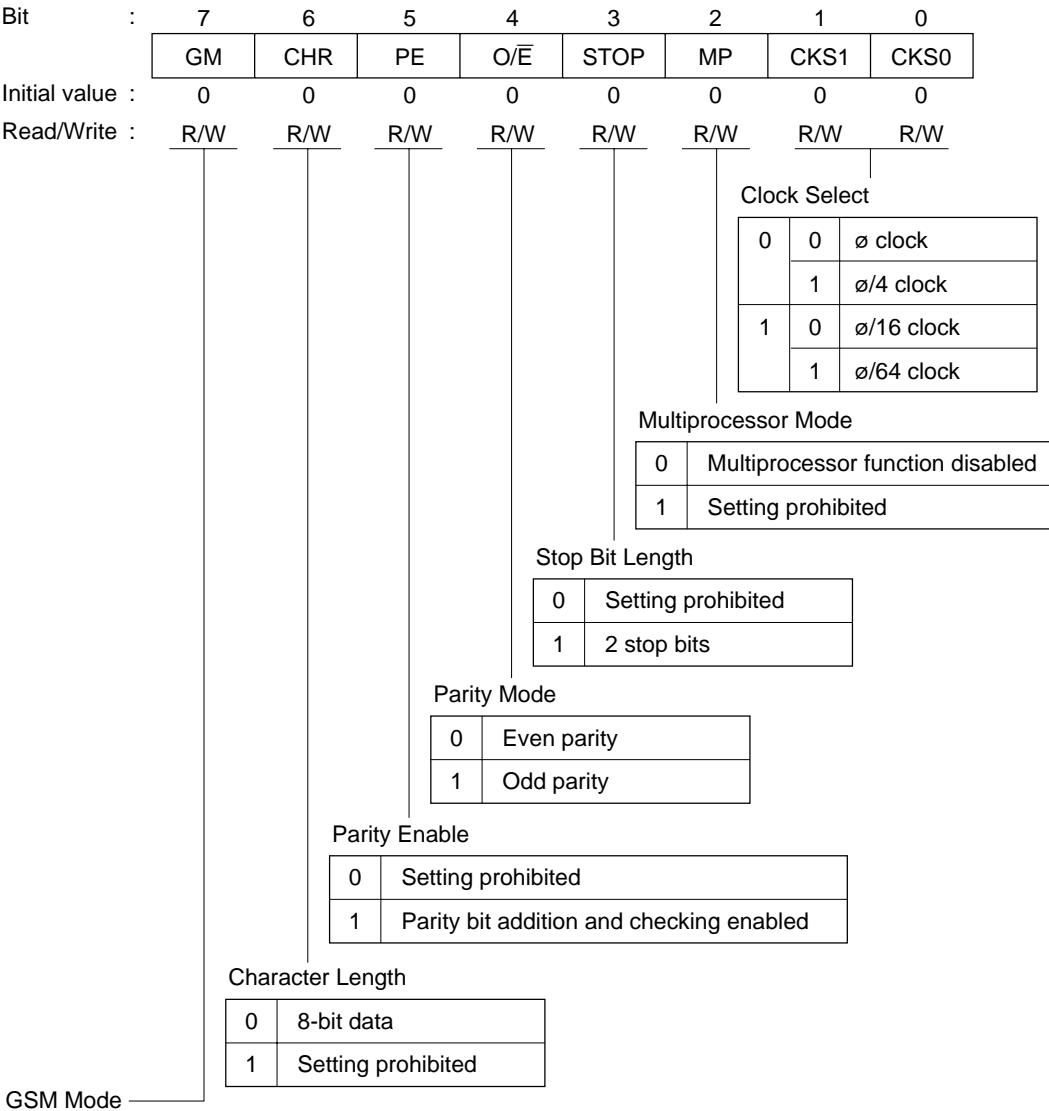 Bit : 7 6 5 4 3 2 1 0
GM CHR PE O/E̅ STOP MP CKS1 CKS0
Initial value : 0 0 0 0 0 0 0 0
Read/Write : R/W R/W R/W R/W R/W R/W R/W R/W
Clock Select
0 0 ø clock
1 ø/4 clock
1 0 ø/16 clock
1 ø/64 clock
Multiprocessor Mode
0 Multiprocessor function disabled
1 Setting prohibited
Stop Bit Length
0 Setting prohibited
1 2 stop bits
Parity Mode
0 Even parity
1 Odd parity
Parity Enable
0 Setting prohibited
1 Parity bit addition and checking enabled
Character Length
0 8-bit data
1 Setting prohibited
GSM Mode